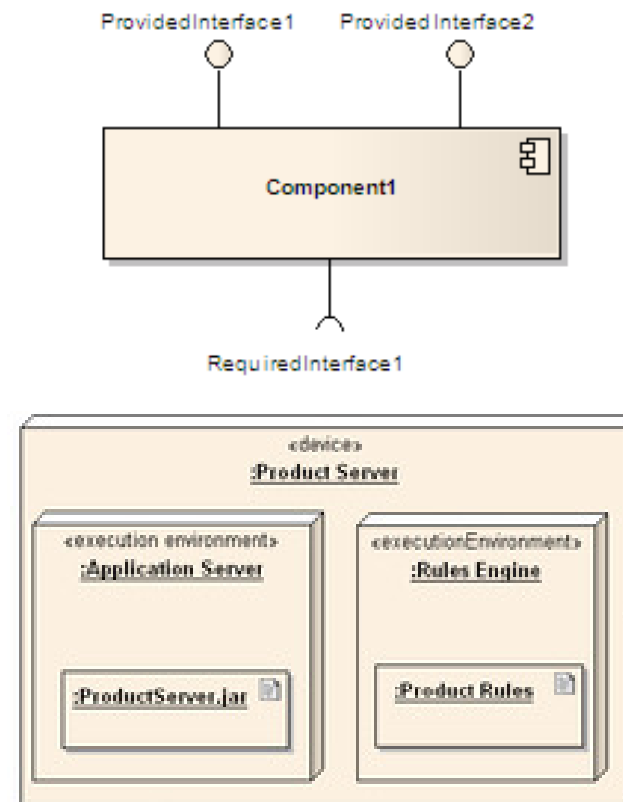 ProvidedInterface1 ProvidedInterface2
Component1
RequiredInterface1
«device»
:Product Server
«execution environment» «executionEnvironment»
:Application Server :Rules Engine
:ProductServer.jar :Product Rules